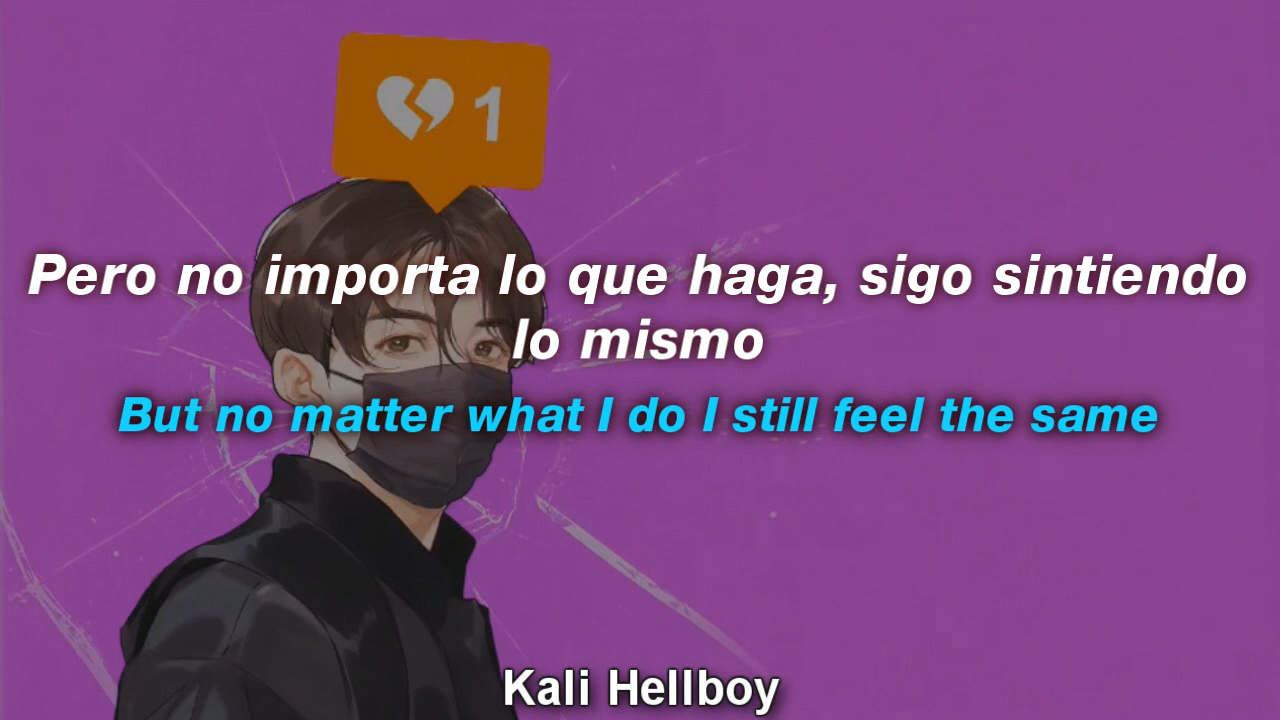 1
Pero no importa lo que haga, sigo sintiendo
lo mismo
But no matter what I do I still feel the same
Kali Hellboy